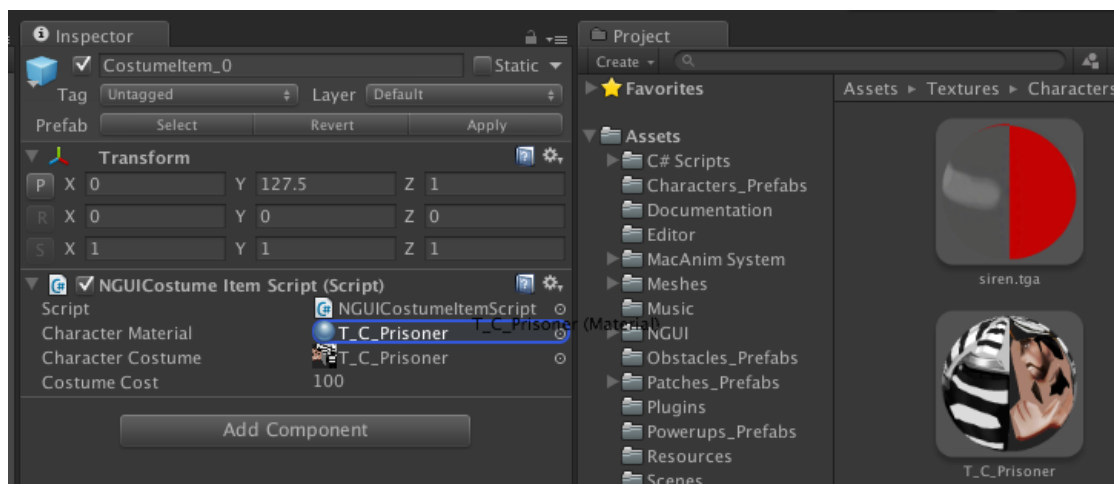 Inspector
CostumeItem_0 Static
Tag Untagged Layer Default
Prefab Select Revert Apply
Transform
P X 0 Y 127.5 Z 1
R X 0 Y 0 Z 0
S X 1 Y 1 Z 1
NGUICostume Item Script (Script)
Script NGUICostumeItemScript
Character Material T_C_Prisoner
T_C_Prisoner (Material)
Character Costume T_C_Prisoner
Costume Cost 100
Add Component
Project
Create
Favorites
Assets
C# Scripts
Characters_Prefabs
Documentation
Editor
MacAnim System
Meshes
Music
NGUI
Obstacles_Prefabs
Patches_Prefabs
Plugins
Powerups_Prefabs
Resources
Scenes
Assets ▸ Textures ▸ Characters
siren.tga
T_C_Prisoner